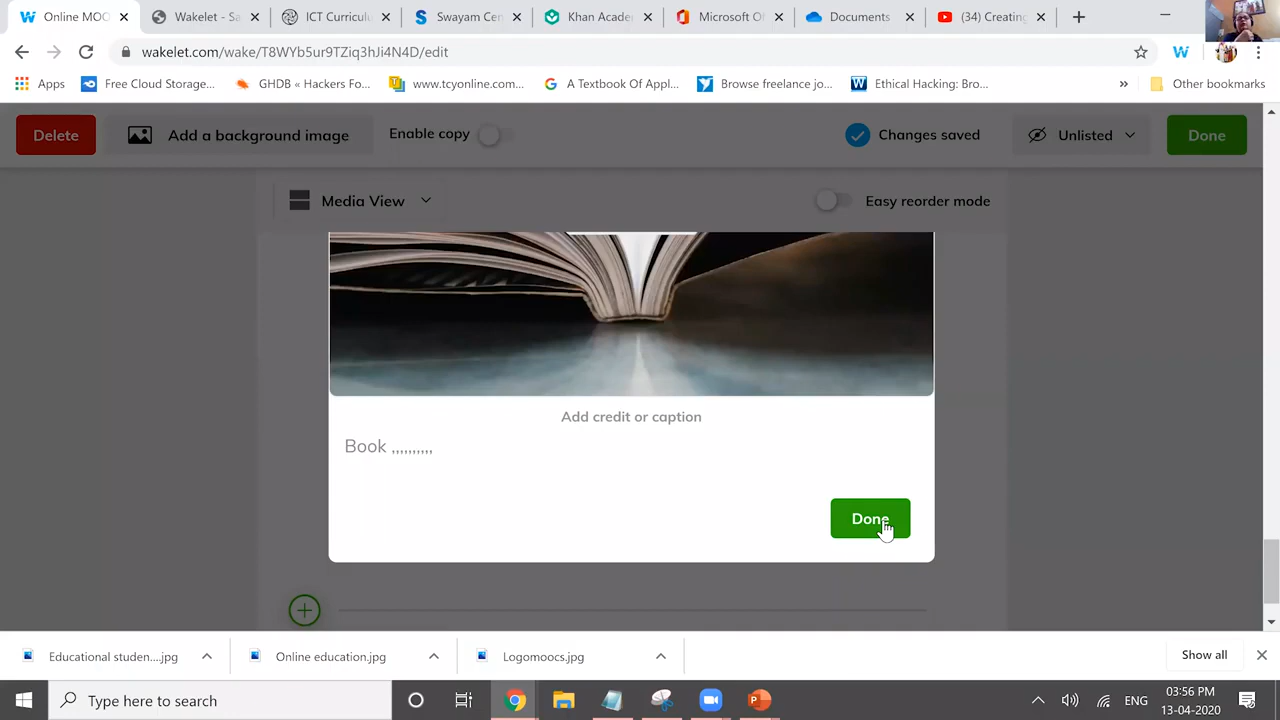 Online MOO
Wakelet - Sa
ICT Curriculu
Swayam Cer
Khan Acade
Microsoft O
Documents
(34) Creating
wakelet.com/wake/T8WYb5ur9TZiq3hJi4N4D/edit
Apps
Free Cloud Storage...
GHDB « Hackers Fo...
www.tcyonline.com...
A Textbook Of Appl...
Browse freelance jo...
Ethical Hacking: Bro...
»
Other bookmarks
Delete
Add a background image
Enable copy
Changes saved
Unlisted
Done
Media View
Easy reorder mode
Add credit or caption
Book ,,,,,,,,,,
Done
Educational studen....jpg
Online education.jpg
Logomoocs.jpg
Show all
Type here to search
ENG
03:56 PM
13-04-2020